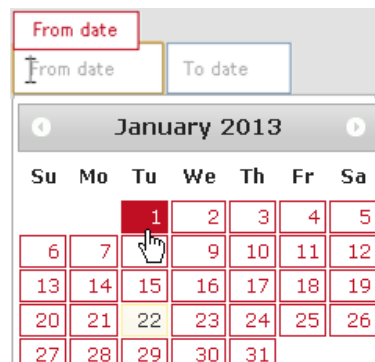 From date
From date To date
January 2013
Su Mo Tu We Th Fr Sa
1 2 3 4 5
6 7 9 10 11 12
13 14 15 16 17 18 19
20 21 22 23 24 25 26
27 28 29 30 31